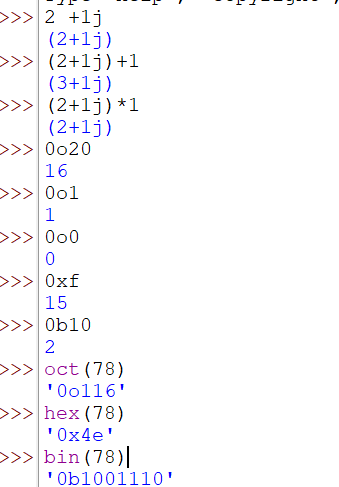 >>> 2 +1j
(2+1j)
>>> (2+1j)+1
(3+1j)
>>> (2+1j)*1
(2+1j)
>>> 0o20
16
>>> 0o1
1
>>> 0o0
0
>>> 0xf
15
>>> 0b10
2
>>> oct(78)
'0o116'
>>> hex(78)
'0x4e'
>>> bin(78)
'0b1001110'